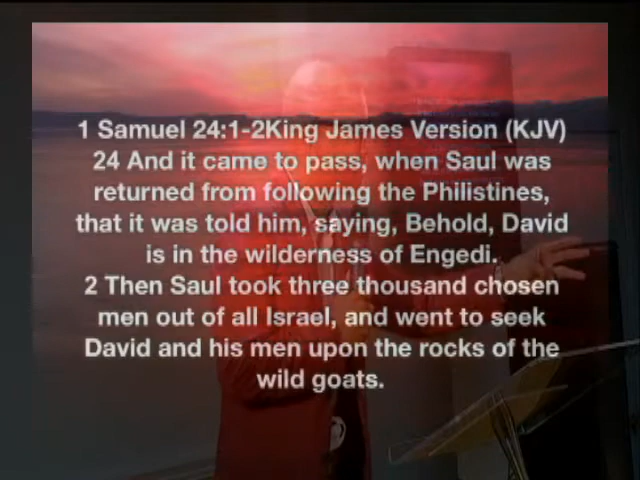 1 Samuel 24:1-2King James Version (KJV)
24 And it came to pass, when Saul was
returned from following the Philistines,
that it was told him, saying, Behold, David
is in the wilderness of Engedi.
2 Then Saul took three thousand chosen
men out of all Israel, and went to seek
David and his men upon the rocks of the
wild goats.